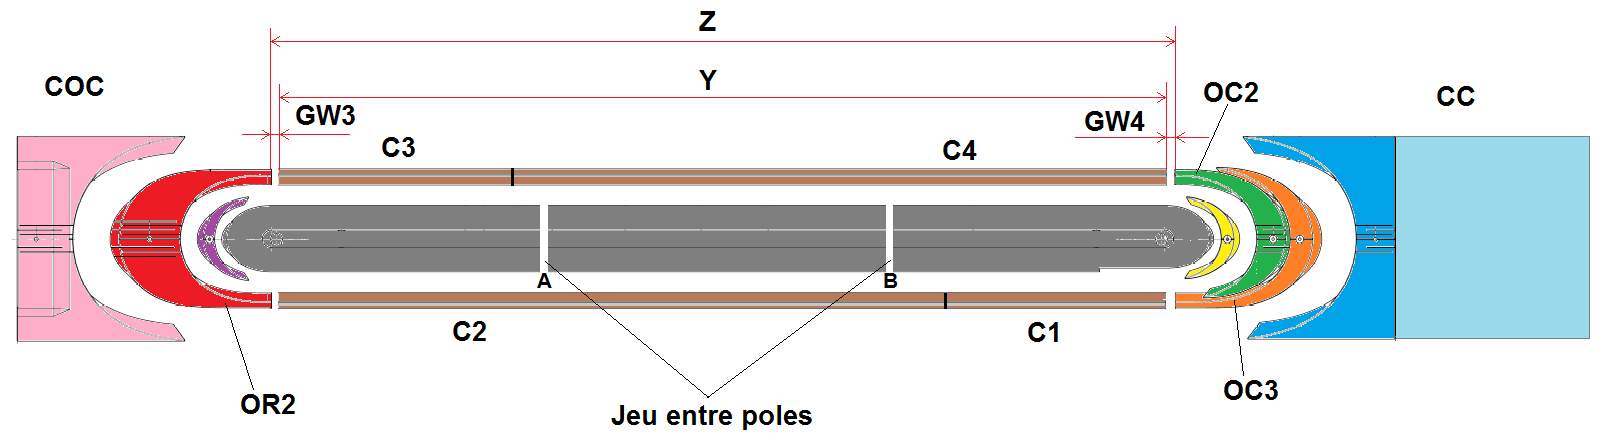 Z
COC
Y
OC2
CC
GW3
GW4
C3
C4
A
B
C2
C1
OR2
Jeu entre poles
OC3